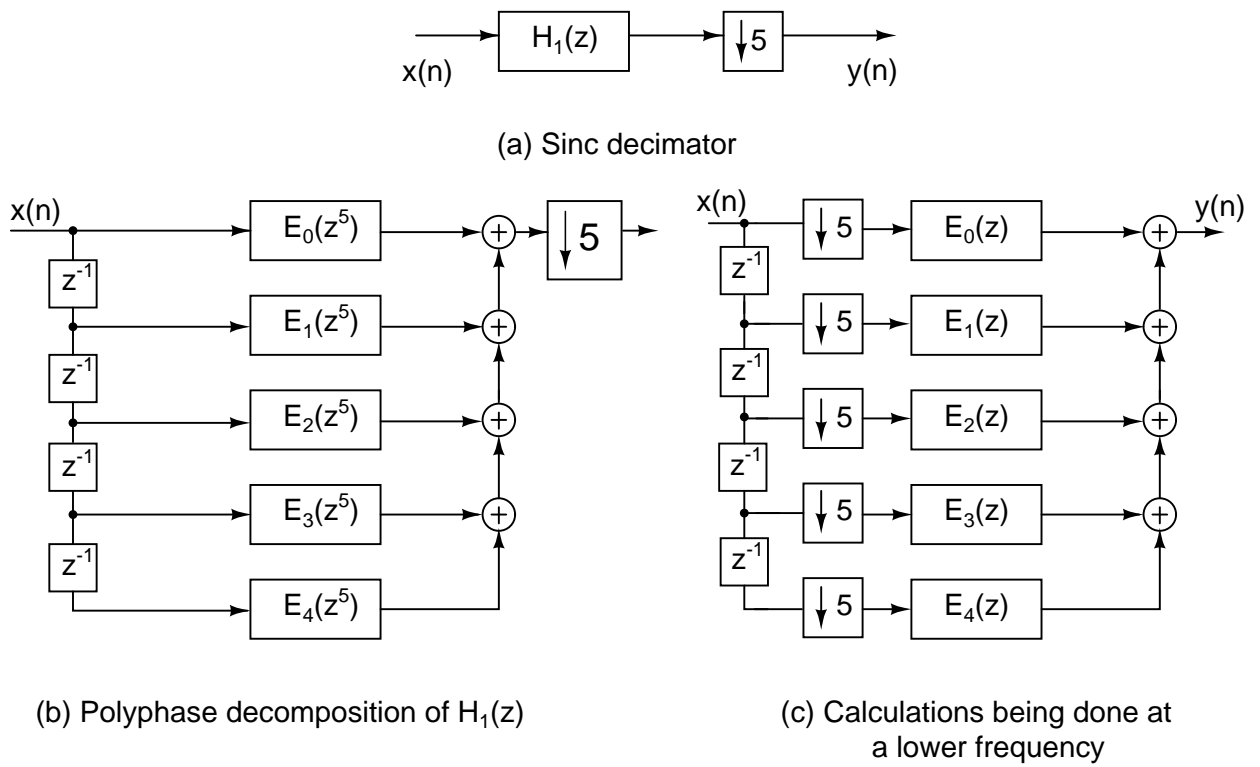 H₁(z)
↓5
x(n)
y(n)
(a) Sinc decimator
x(n)
E₀(z⁵)
↓5
z⁻¹
E₁(z⁵)
z⁻¹
E₂(z⁵)
z⁻¹
E₃(z⁵)
z⁻¹
E₄(z⁵)
(b) Polyphase decomposition of H₁(z)
x(n)
↓5
E₀(z)
y(n)
z⁻¹
↓5
E₁(z)
z⁻¹
↓5
E₂(z)
z⁻¹
↓5
E₃(z)
z⁻¹
↓5
E₄(z)
(c) Calculations being done at
a lower frequency